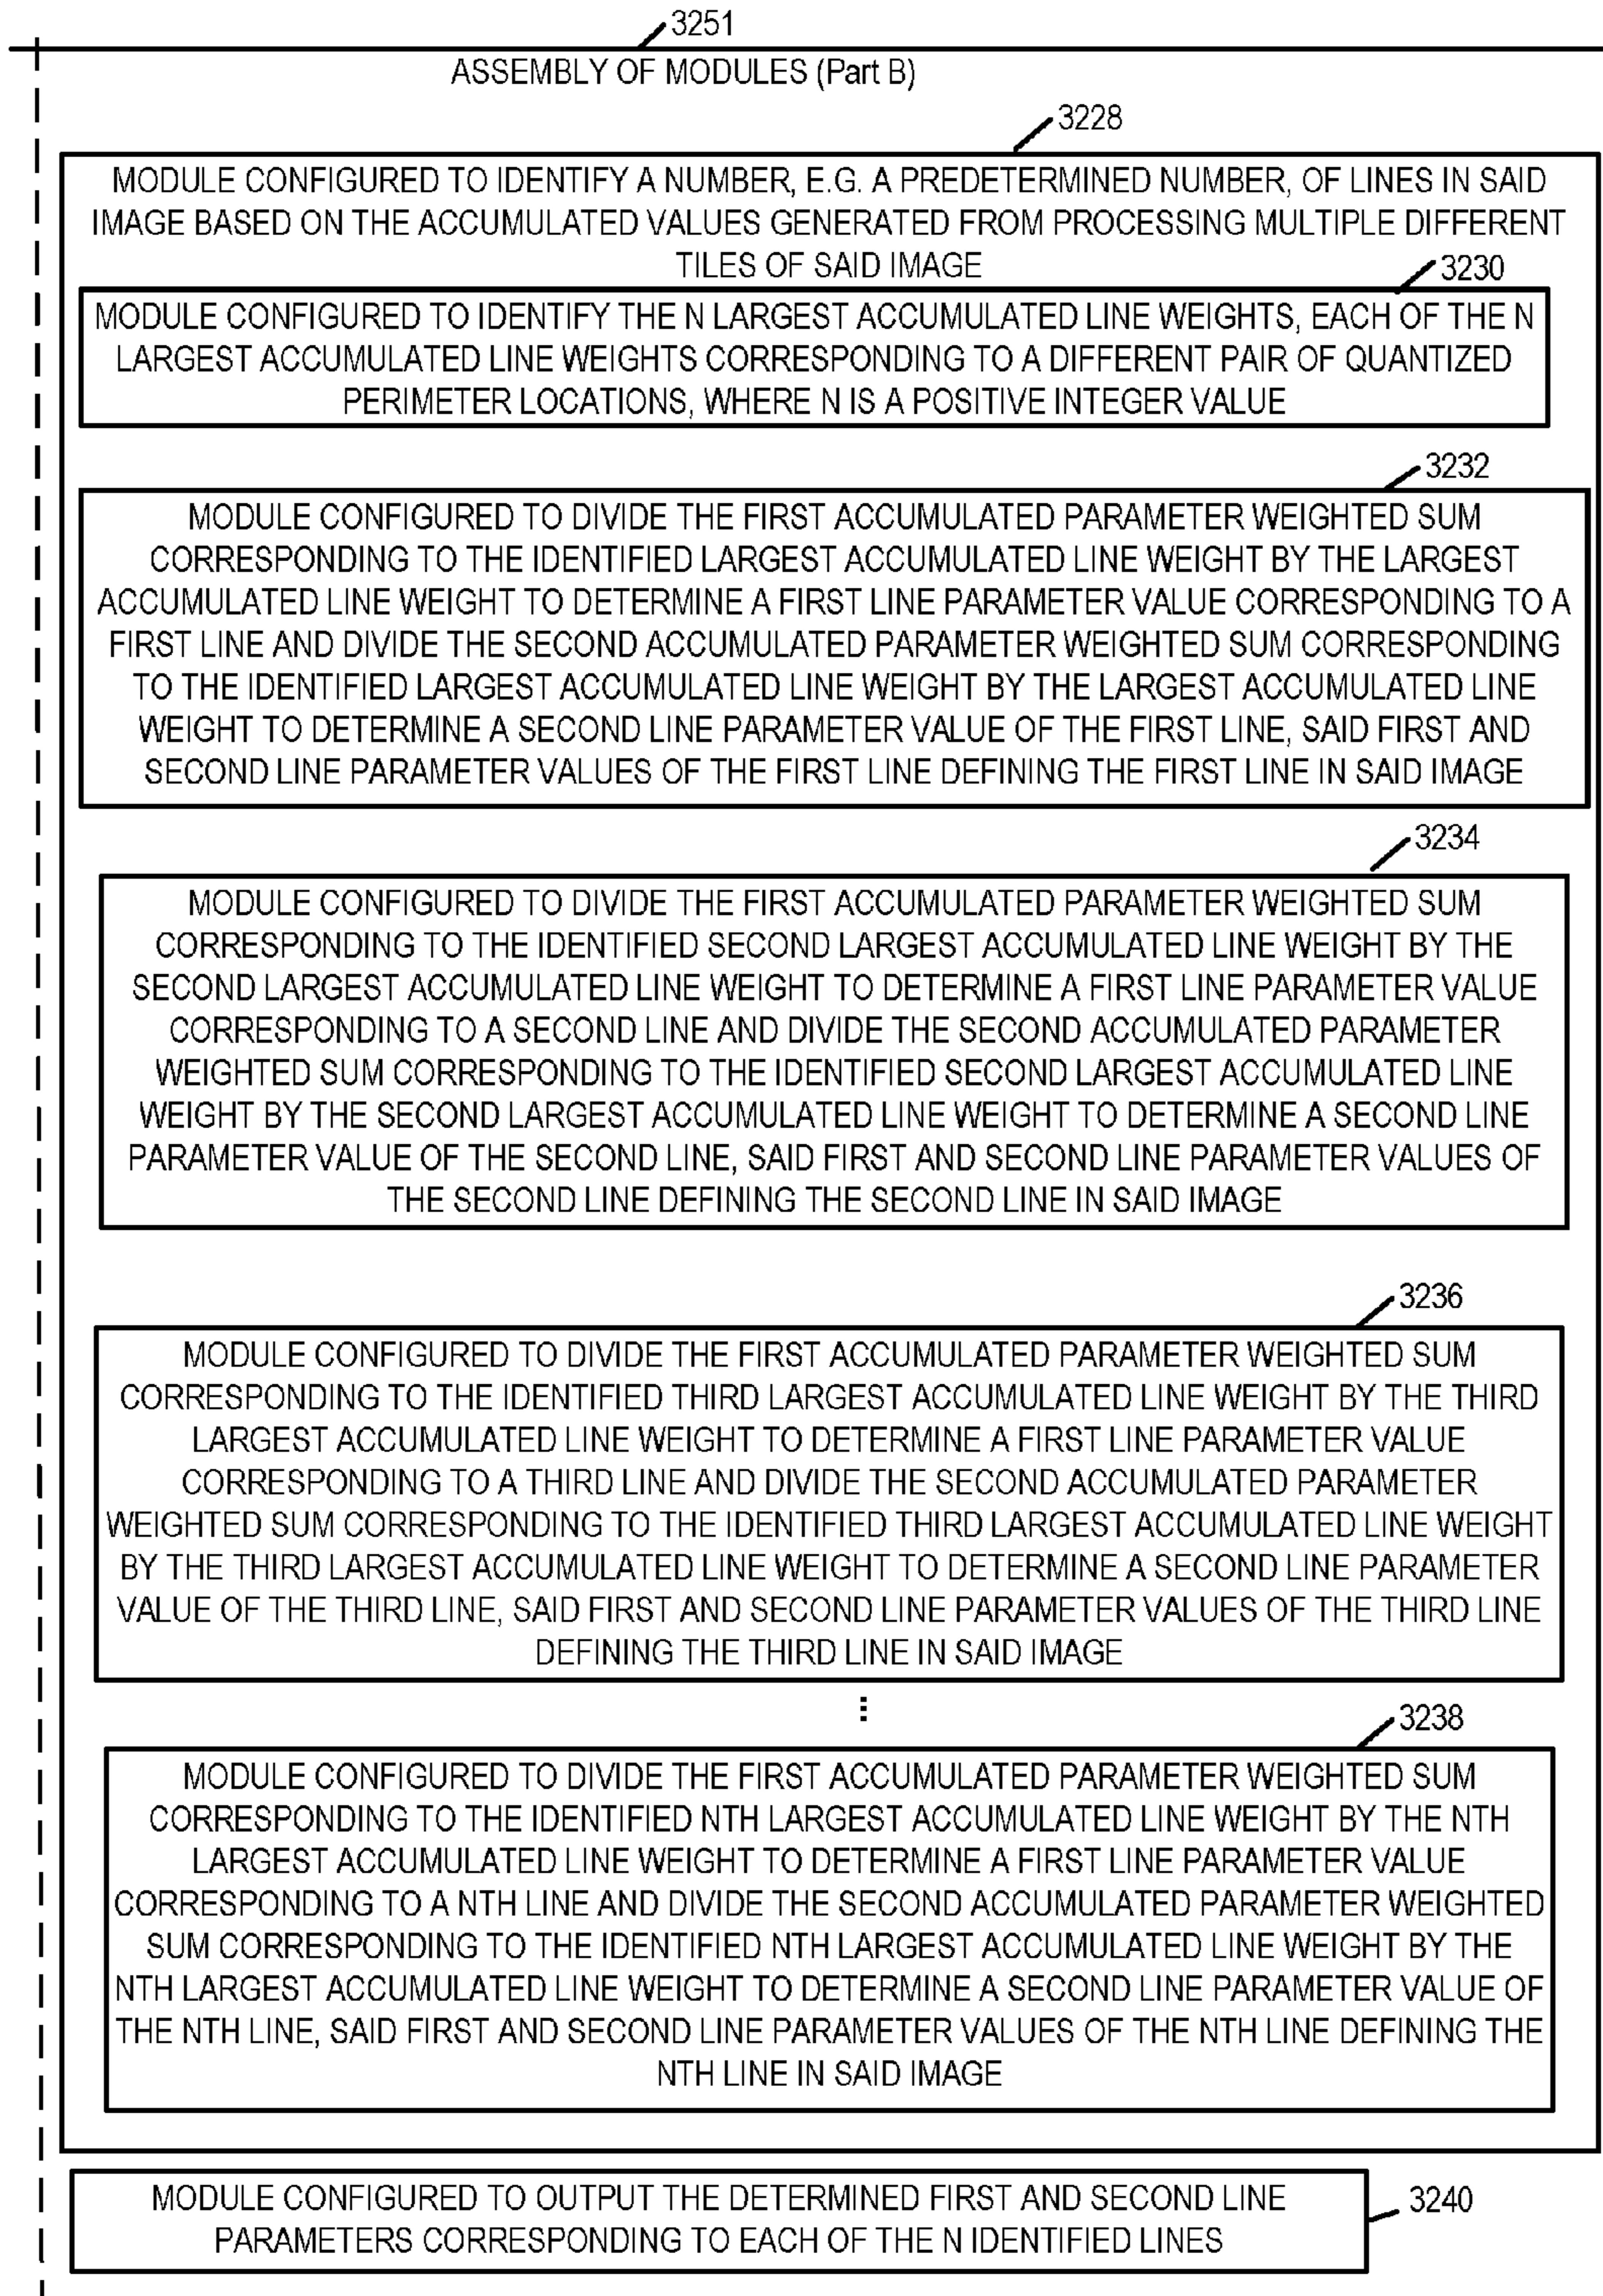 3251
ASSEMBLY OF MODULES (Part B)
3228
MODULE CONFIGURED TO IDENTIFY A NUMBER, E.G. A PREDETERMINED NUMBER, OF LINES IN SAID
IMAGE BASED ON THE ACCUMULATED VALUES GENERATED FROM PROCESSING MULTIPLE DIFFERENT
TILES OF SAID IMAGE
3230
MODULE CONFIGURED TO IDENTIFY THE N LARGEST ACCUMULATED LINE WEIGHTS, EACH OF THE N
LARGEST ACCUMULATED LINE WEIGHTS CORRESPONDING TO A DIFFERENT PAIR OF QUANTIZED
PERIMETER LOCATIONS, WHERE N IS A POSITIVE INTEGER VALUE
3232
MODULE CONFIGURED TO DIVIDE THE FIRST ACCUMULATED PARAMETER WEIGHTED SUM
CORRESPONDING TO THE IDENTIFIED LARGEST ACCUMULATED LINE WEIGHT BY THE LARGEST
ACCUMULATED LINE WEIGHT TO DETERMINE A FIRST LINE PARAMETER VALUE CORRESPONDING TO A
FIRST LINE AND DIVIDE THE SECOND ACCUMULATED PARAMETER WEIGHTED SUM CORRESPONDING
TO THE IDENTIFIED LARGEST ACCUMULATED LINE WEIGHT BY THE LARGEST ACCUMULATED LINE
WEIGHT TO DETERMINE A SECOND LINE PARAMETER VALUE OF THE FIRST LINE, SAID FIRST AND
SECOND LINE PARAMETER VALUES OF THE FIRST LINE DEFINING THE FIRST LINE IN SAID IMAGE
3234
MODULE CONFIGURED TO DIVIDE THE FIRST ACCUMULATED PARAMETER WEIGHTED SUM
CORRESPONDING TO THE IDENTIFIED SECOND LARGEST ACCUMULATED LINE WEIGHT BY THE
SECOND LARGEST ACCUMULATED LINE WEIGHT TO DETERMINE A FIRST LINE PARAMETER VALUE
CORRESPONDING TO A SECOND LINE AND DIVIDE THE SECOND ACCUMULATED PARAMETER
WEIGHTED SUM CORRESPONDING TO THE IDENTIFIED SECOND LARGEST ACCUMULATED LINE
WEIGHT BY THE SECOND LARGEST ACCUMULATED LINE WEIGHT TO DETERMINE A SECOND LINE
PARAMETER VALUE OF THE SECOND LINE, SAID FIRST AND SECOND LINE PARAMETER VALUES OF
THE SECOND LINE DEFINING THE SECOND LINE IN SAID IMAGE
3236
MODULE CONFIGURED TO DIVIDE THE FIRST ACCUMULATED PARAMETER WEIGHTED SUM
CORRESPONDING TO THE IDENTIFIED THIRD LARGEST ACCUMULATED LINE WEIGHT BY THE THIRD
LARGEST ACCUMULATED LINE WEIGHT TO DETERMINE A FIRST LINE PARAMETER VALUE
CORRESPONDING TO A THIRD LINE AND DIVIDE THE SECOND ACCUMULATED PARAMETER
WEIGHTED SUM CORRESPONDING TO THE IDENTIFIED THIRD LARGEST ACCUMULATED LINE WEIGHT
BY THE THIRD LARGEST ACCUMULATED LINE WEIGHT TO DETERMINE A SECOND LINE PARAMETER
VALUE OF THE THIRD LINE, SAID FIRST AND SECOND LINE PARAMETER VALUES OF THE THIRD LINE
DEFINING THE THIRD LINE IN SAID IMAGE
⋮
3238
MODULE CONFIGURED TO DIVIDE THE FIRST ACCUMULATED PARAMETER WEIGHTED SUM
CORRESPONDING TO THE IDENTIFIED NTH LARGEST ACCUMULATED LINE WEIGHT BY THE NTH
LARGEST ACCUMULATED LINE WEIGHT TO DETERMINE A FIRST LINE PARAMETER VALUE
CORRESPONDING TO A NTH LINE AND DIVIDE THE SECOND ACCUMULATED PARAMETER WEIGHTED
SUM CORRESPONDING TO THE IDENTIFIED NTH LARGEST ACCUMULATED LINE WEIGHT BY THE
NTH LARGEST ACCUMULATED LINE WEIGHT TO DETERMINE A SECOND LINE PARAMETER VALUE OF
THE NTH LINE, SAID FIRST AND SECOND LINE PARAMETER VALUES OF THE NTH LINE DEFINING THE
NTH LINE IN SAID IMAGE
MODULE CONFIGURED TO OUTPUT THE DETERMINED FIRST AND SECOND LINE
PARAMETERS CORRESPONDING TO EACH OF THE N IDENTIFIED LINES
3240